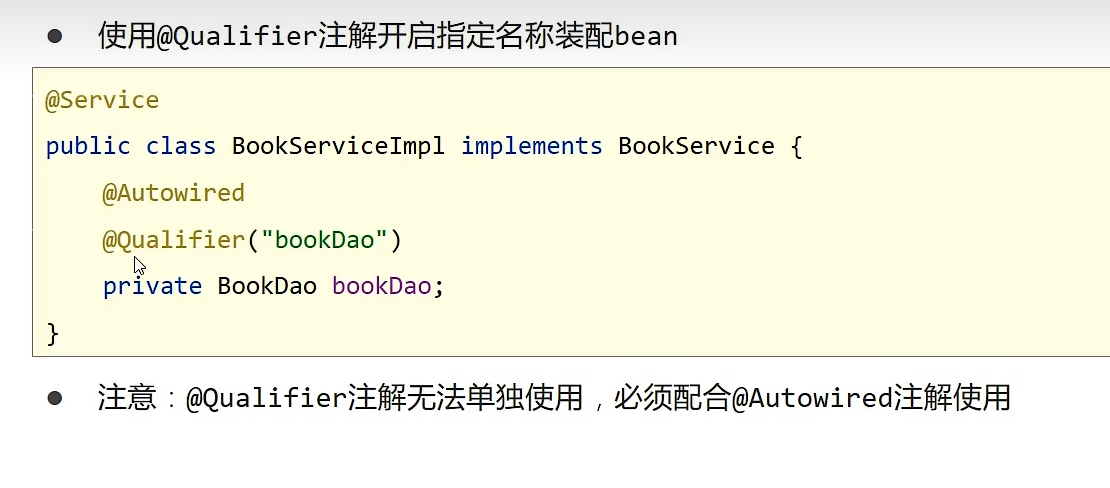 ● 使用@Qualifier注解开启指定名称装配bean
@Service
public class BookServiceImpl implements BookService {
    @Autowired
    @Qualifier("bookDao")
    private BookDao bookDao;
}
● 注意：@Qualifier注解无法单独使用，必须配合@Autowired注解使用